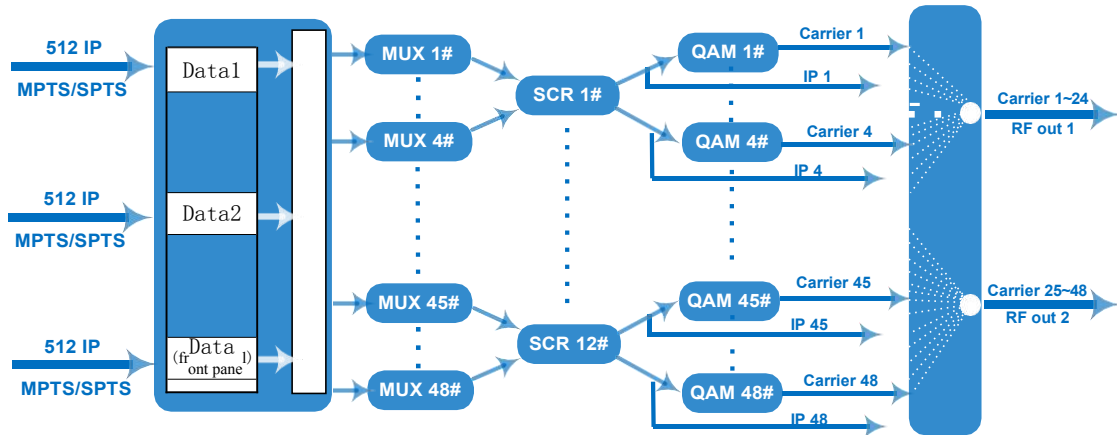 512 IP
MPTS/SPTS
Data1
512 IP
MPTS/SPTS
Data2
512 IP
MPTS/SPTS
Data
(front panel)
MUX 1#
MUX 4#
MUX 45#
MUX 48#
SCR 1#
SCR 12#
QAM 1#
Carrier 1
IP 1
QAM 4#
Carrier 4
IP 4
QAM 45#
Carrier 45
IP 45
QAM 48#
Carrier 48
IP 48
Carrier 1~24
RF out 1
Carrier 25~48
RF out 2